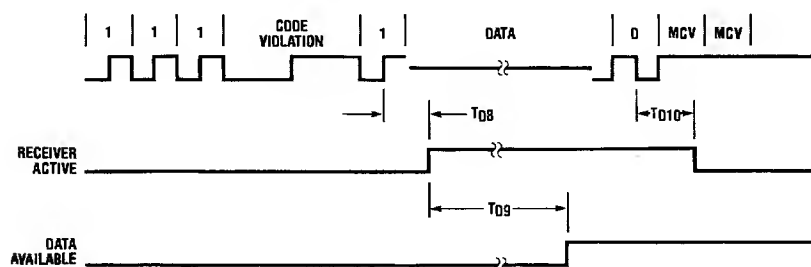 1 1 1 CODE VIOLATION 1 DATA 0 MCV MCV
TD8 TD10
RECEIVER ACTIVE
TD9
DATA AVAILABLE